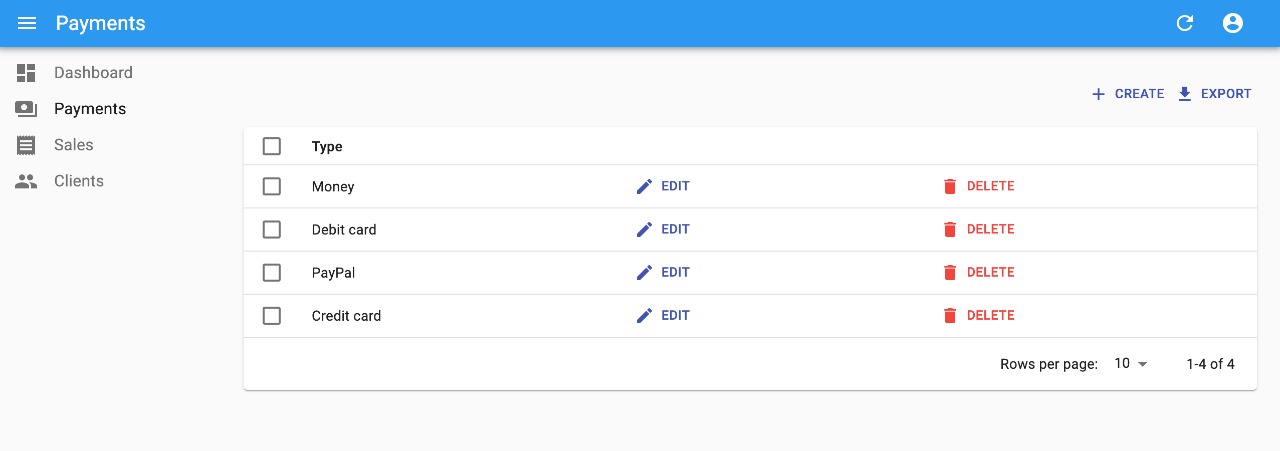 Payments
Dashboard
Payments
Sales
Clients
CREATE EXPORT
Type
Money EDIT DELETE
Debit card EDIT DELETE
PayPal EDIT DELETE
Credit card EDIT DELETE
Rows per page: 10 1-4 of 4